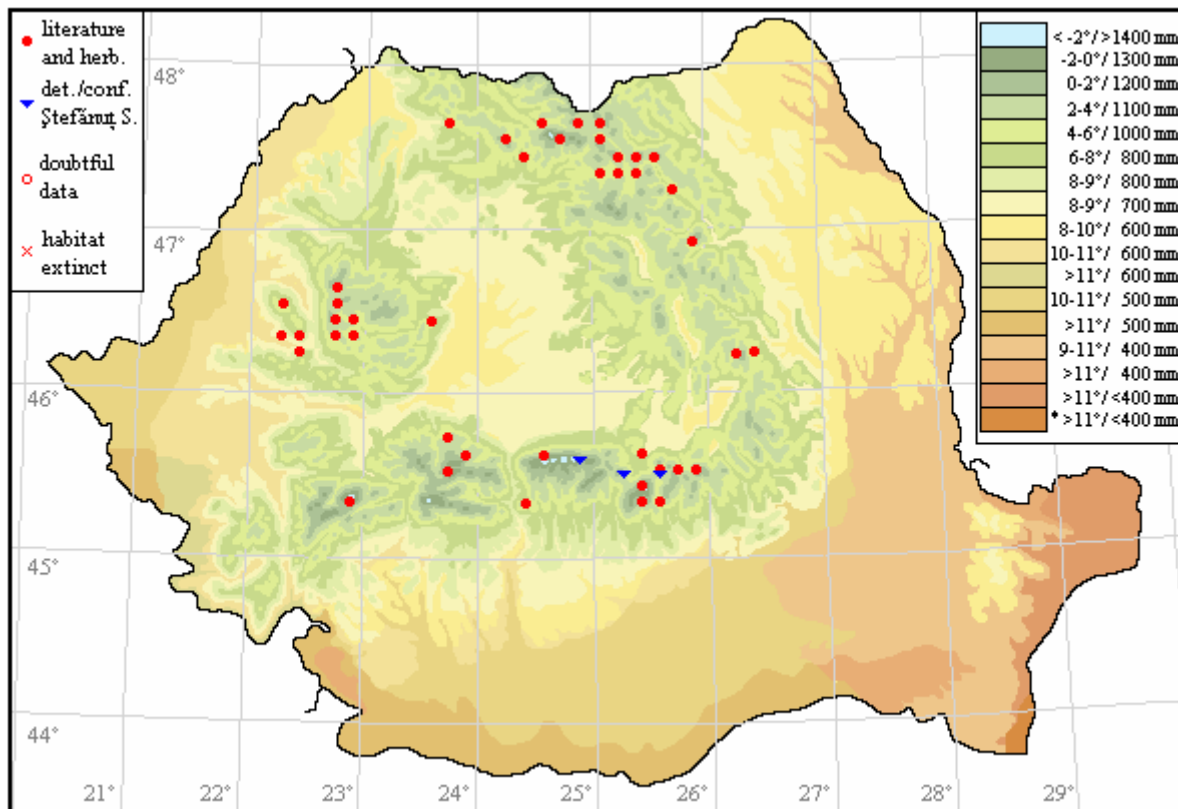 literature
and herb.
det./conf.
Ştefănuţ S.
doubtful
data
habitat
extinct
< -2°/>1400 mm
-2-0°/1300 mm
0-2°/1200 mm
2-4°/1100 mm
4-6°/1000 mm
6-8°/ 800 mm
8-9°/ 800 mm
8-9°/ 700 mm
8-10°/ 600 mm
10-11°/ 600 mm
>11°/ 600 mm
10-11°/ 500 mm
>11°/ 500 mm
9-11°/ 400 mm
>11°/ 400 mm
>11°/<400 mm
* >11°/<400 mm
48°
47°
46°
45°
44°
21°
22°
23°
24°
25°
26°
27°
28°
29°